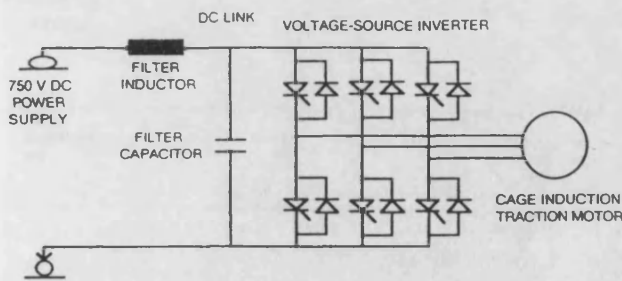 DC LINK
VOLTAGE-SOURCE INVERTER
750 V DC
POWER
SUPPLY
FILTER
INDUCTOR
FILTER
CAPACITOR
CAGE INDUCTION
TRACTION MOTOR